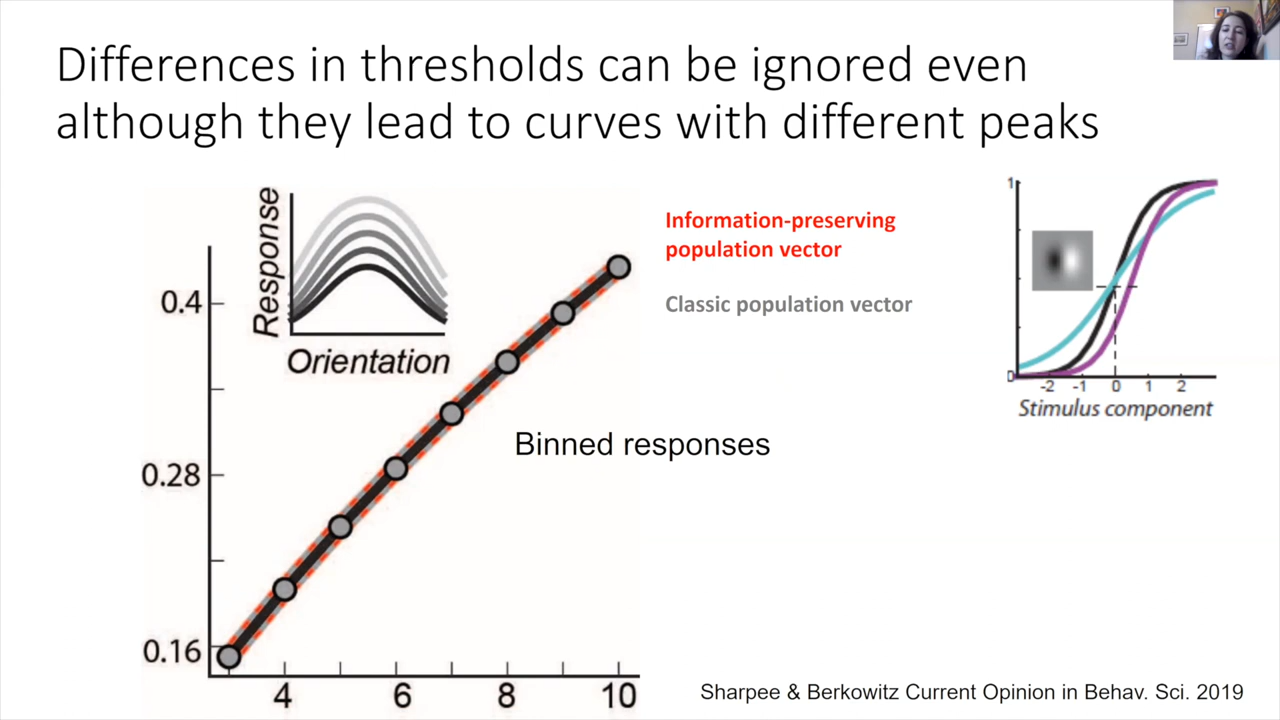 Differences in thresholds can be ignored even
although they lead to curves with different peaks
Response
Orientation
0.4
0.28
0.16
4
6
8
10
Binned responses
Information-preserving
population vector
Classic population vector
1
0
-2 -1 0 1 2
Stimulus component
Sharpee & Berkowitz Current Opinion in Behav. Sci. 2019